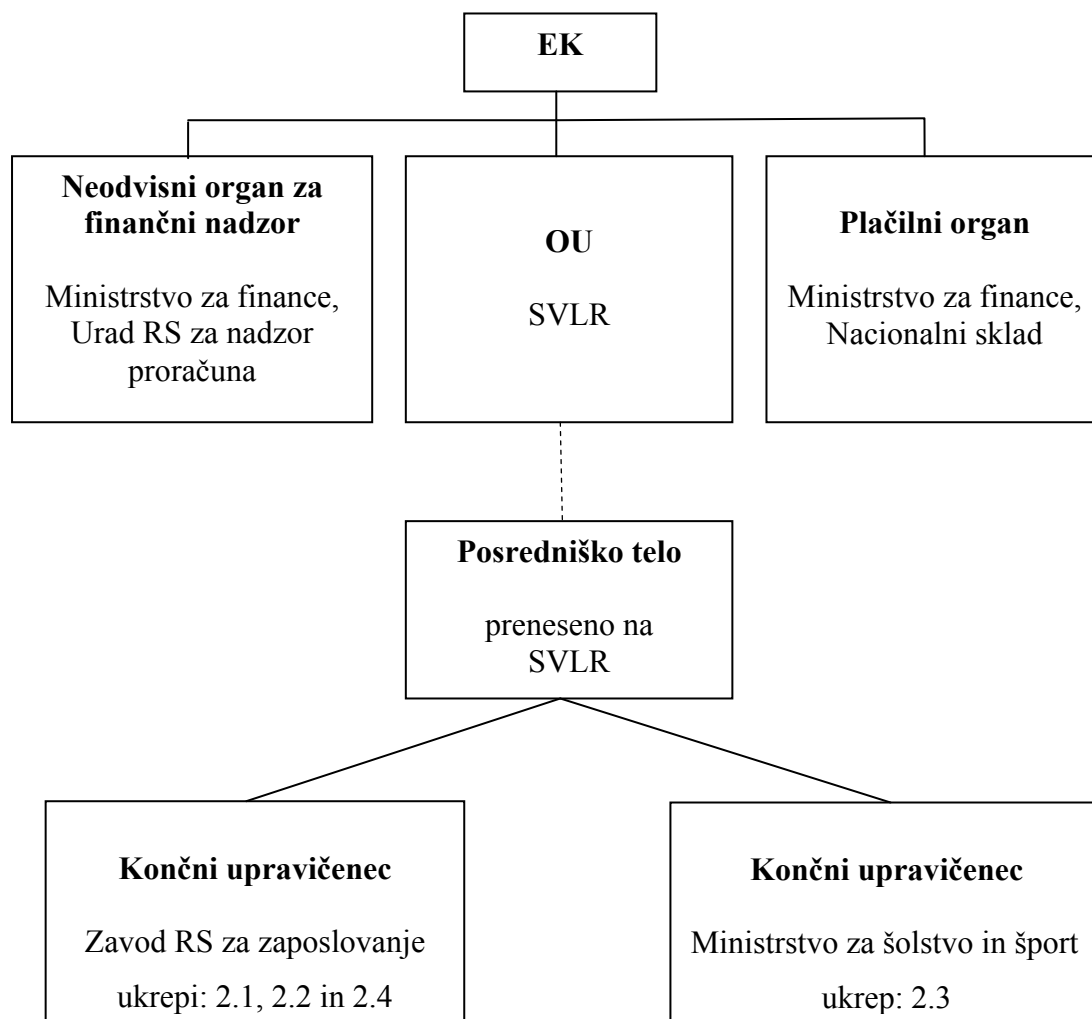 EK
Neodvisni organ za
finančni nadzor
Ministrstvo za finance,
Urad RS za nadzor
proračuna
OU
SVLR
Plačilni organ
Ministrstvo za finance,
Nacionalni sklad
Posredniško telo
preneseno na
SVLR
Končni upravičenec
Zavod RS za zaposlovanje
ukrepi: 2.1, 2.2 in 2.4
Končni upravičenec
Ministrstvo za šolstvo in šport
ukrep: 2.3